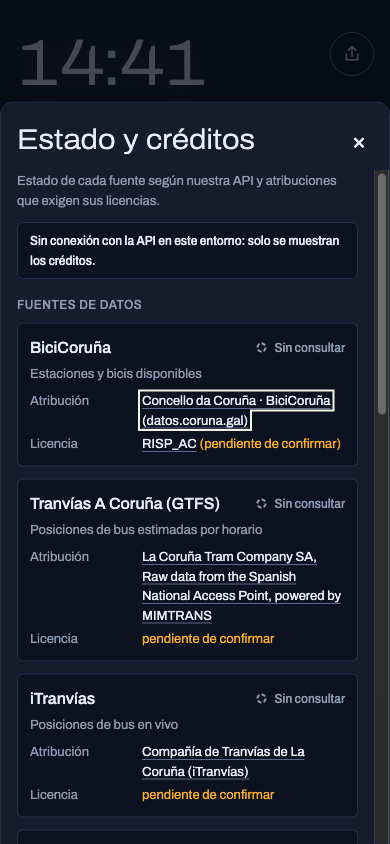 14:41
Estado y créditos
×
Estado de cada fuente según nuestra API y atribuciones
que exigen sus licencias.
Sin conexión con la API en este entorno: solo se muestran
los créditos.
FUENTES DE DATOS
BiciCoruña
Sin consultar
Estaciones y bicis disponibles
Atribución
Concello da Coruña · BiciCoruña
(datos.coruna.gal)
Licencia
RISP_AC (pendiente de confirmar)
Tranvías A Coruña (GTFS)
Sin consultar
Posiciones de bus estimadas por horario
Atribución
La Coruña Tram Company SA,
Raw data from the Spanish
National Access Point, powered by
MIMTRANS
Licencia
pendiente de confirmar
iTranvías
Sin consultar
Posiciones de bus en vivo
Atribución
Compañía de Tranvías de La
Coruña (iTranvías)
Licencia
pendiente de confirmar